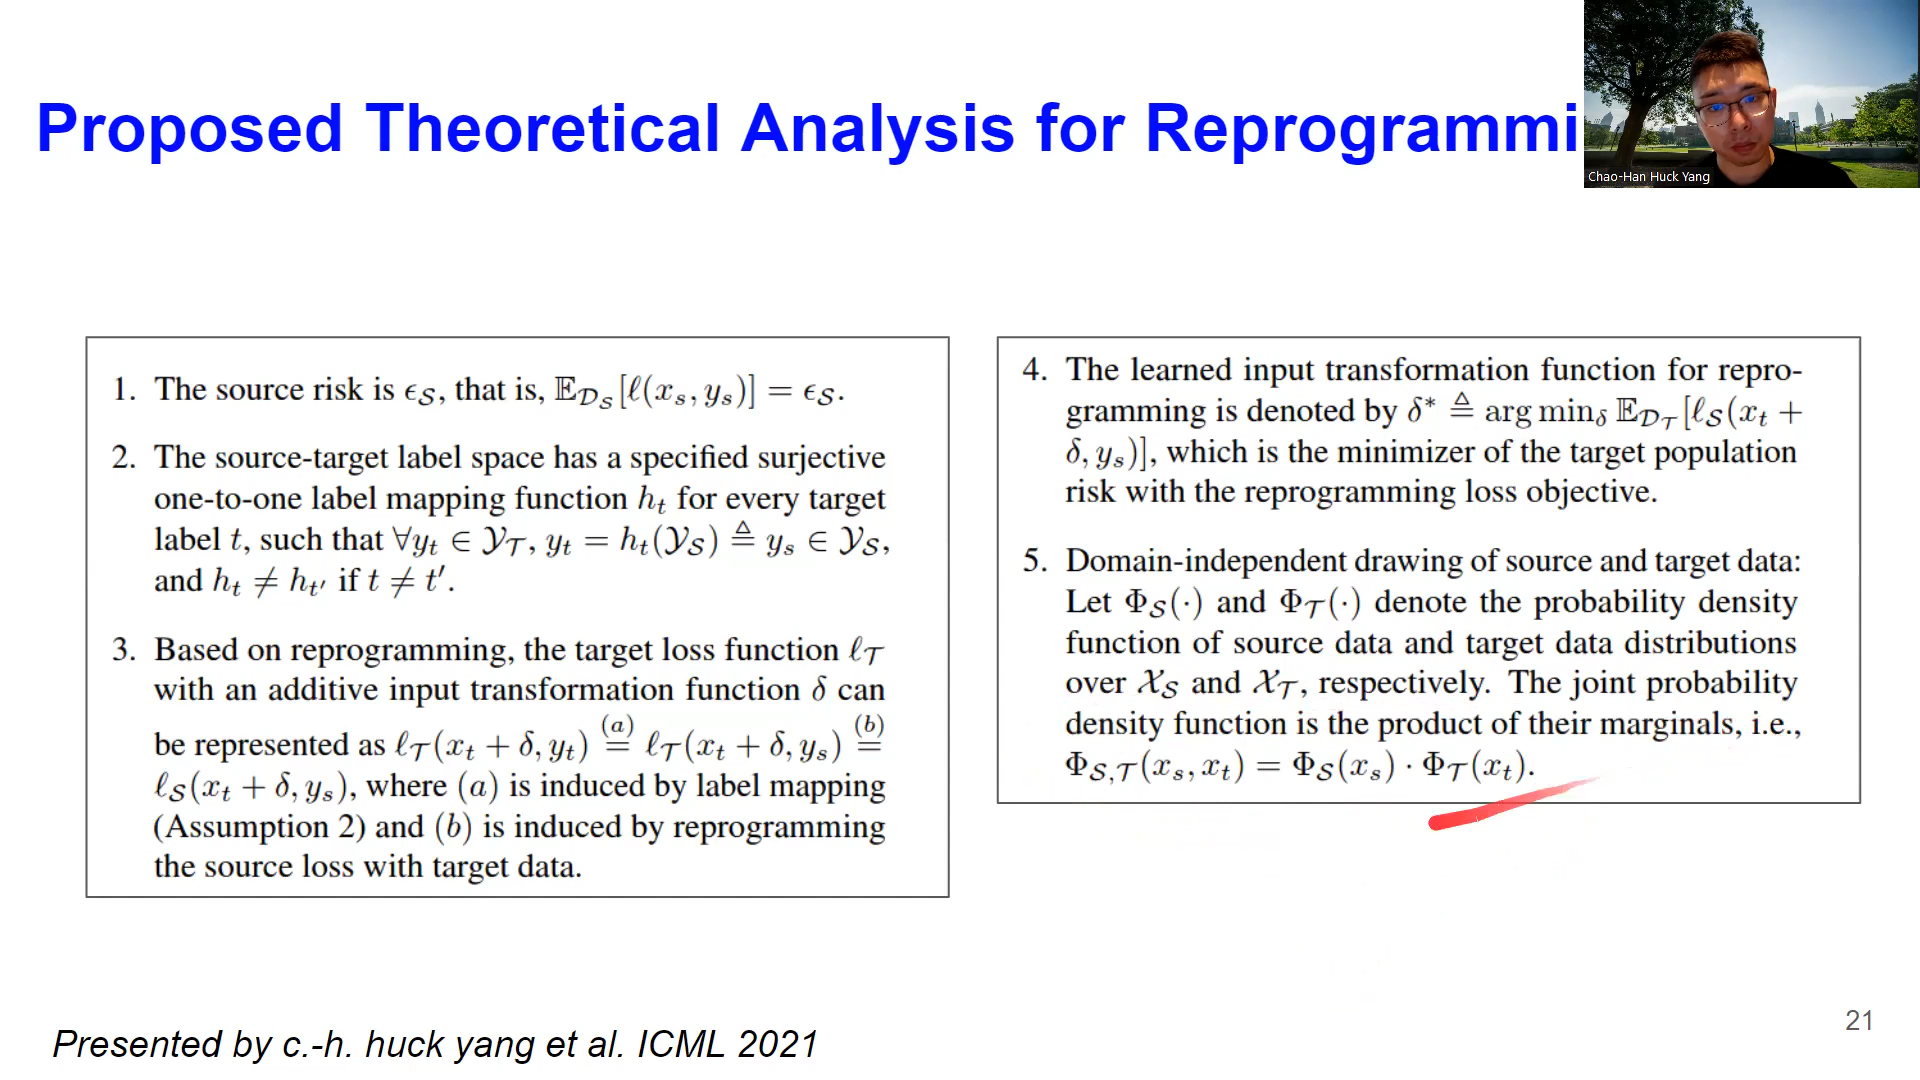 Proposed Theoretical Analysis for Reprogrammi
Chao-Han Huck Yang
1. The source risk is ϵ_𝒮, that is, 𝔼_{𝒟_𝒮}[ℓ(x_s, y_s)] = ϵ_𝒮.
2. The source-target label space has a specified surjective
one-to-one label mapping function h_t for every target
label t, such that ∀y_t ∈ 𝒴_𝒯, y_t = h_t(𝒴_𝒮) ≜ y_s ∈ 𝒴_𝒮,
and h_t ≠ h_{t′} if t ≠ t′.
3. Based on reprogramming, the target loss function ℓ_𝒯
with an additive input transformation function δ can
be represented as ℓ_𝒯(x_t + δ, y_t) (a)= ℓ_𝒯(x_t + δ, y_s) (b)=
ℓ_𝒮(x_t + δ, y_s), where (a) is induced by label mapping
(Assumption 2) and (b) is induced by reprogramming
the source loss with target data.
4. The learned input transformation function for repro-
gramming is denoted by δ* ≜ arg min_δ 𝔼_{𝒟_𝒯}[ℓ_𝒮(x_t +
δ, y_s)], which is the minimizer of the target population
risk with the reprogramming loss objective.
5. Domain-independent drawing of source and target data:
Let Φ_𝒮(·) and Φ_𝒯(·) denote the probability density
function of source data and target data distributions
over 𝒳_𝒮 and 𝒳_𝒯, respectively. The joint probability
density function is the product of their marginals, i.e.,
Φ_{𝒮,𝒯}(x_s, x_t) = Φ_𝒮(x_s) · Φ_𝒯(x_t).
21
Presented by c.-h. huck yang et al. ICML 2021